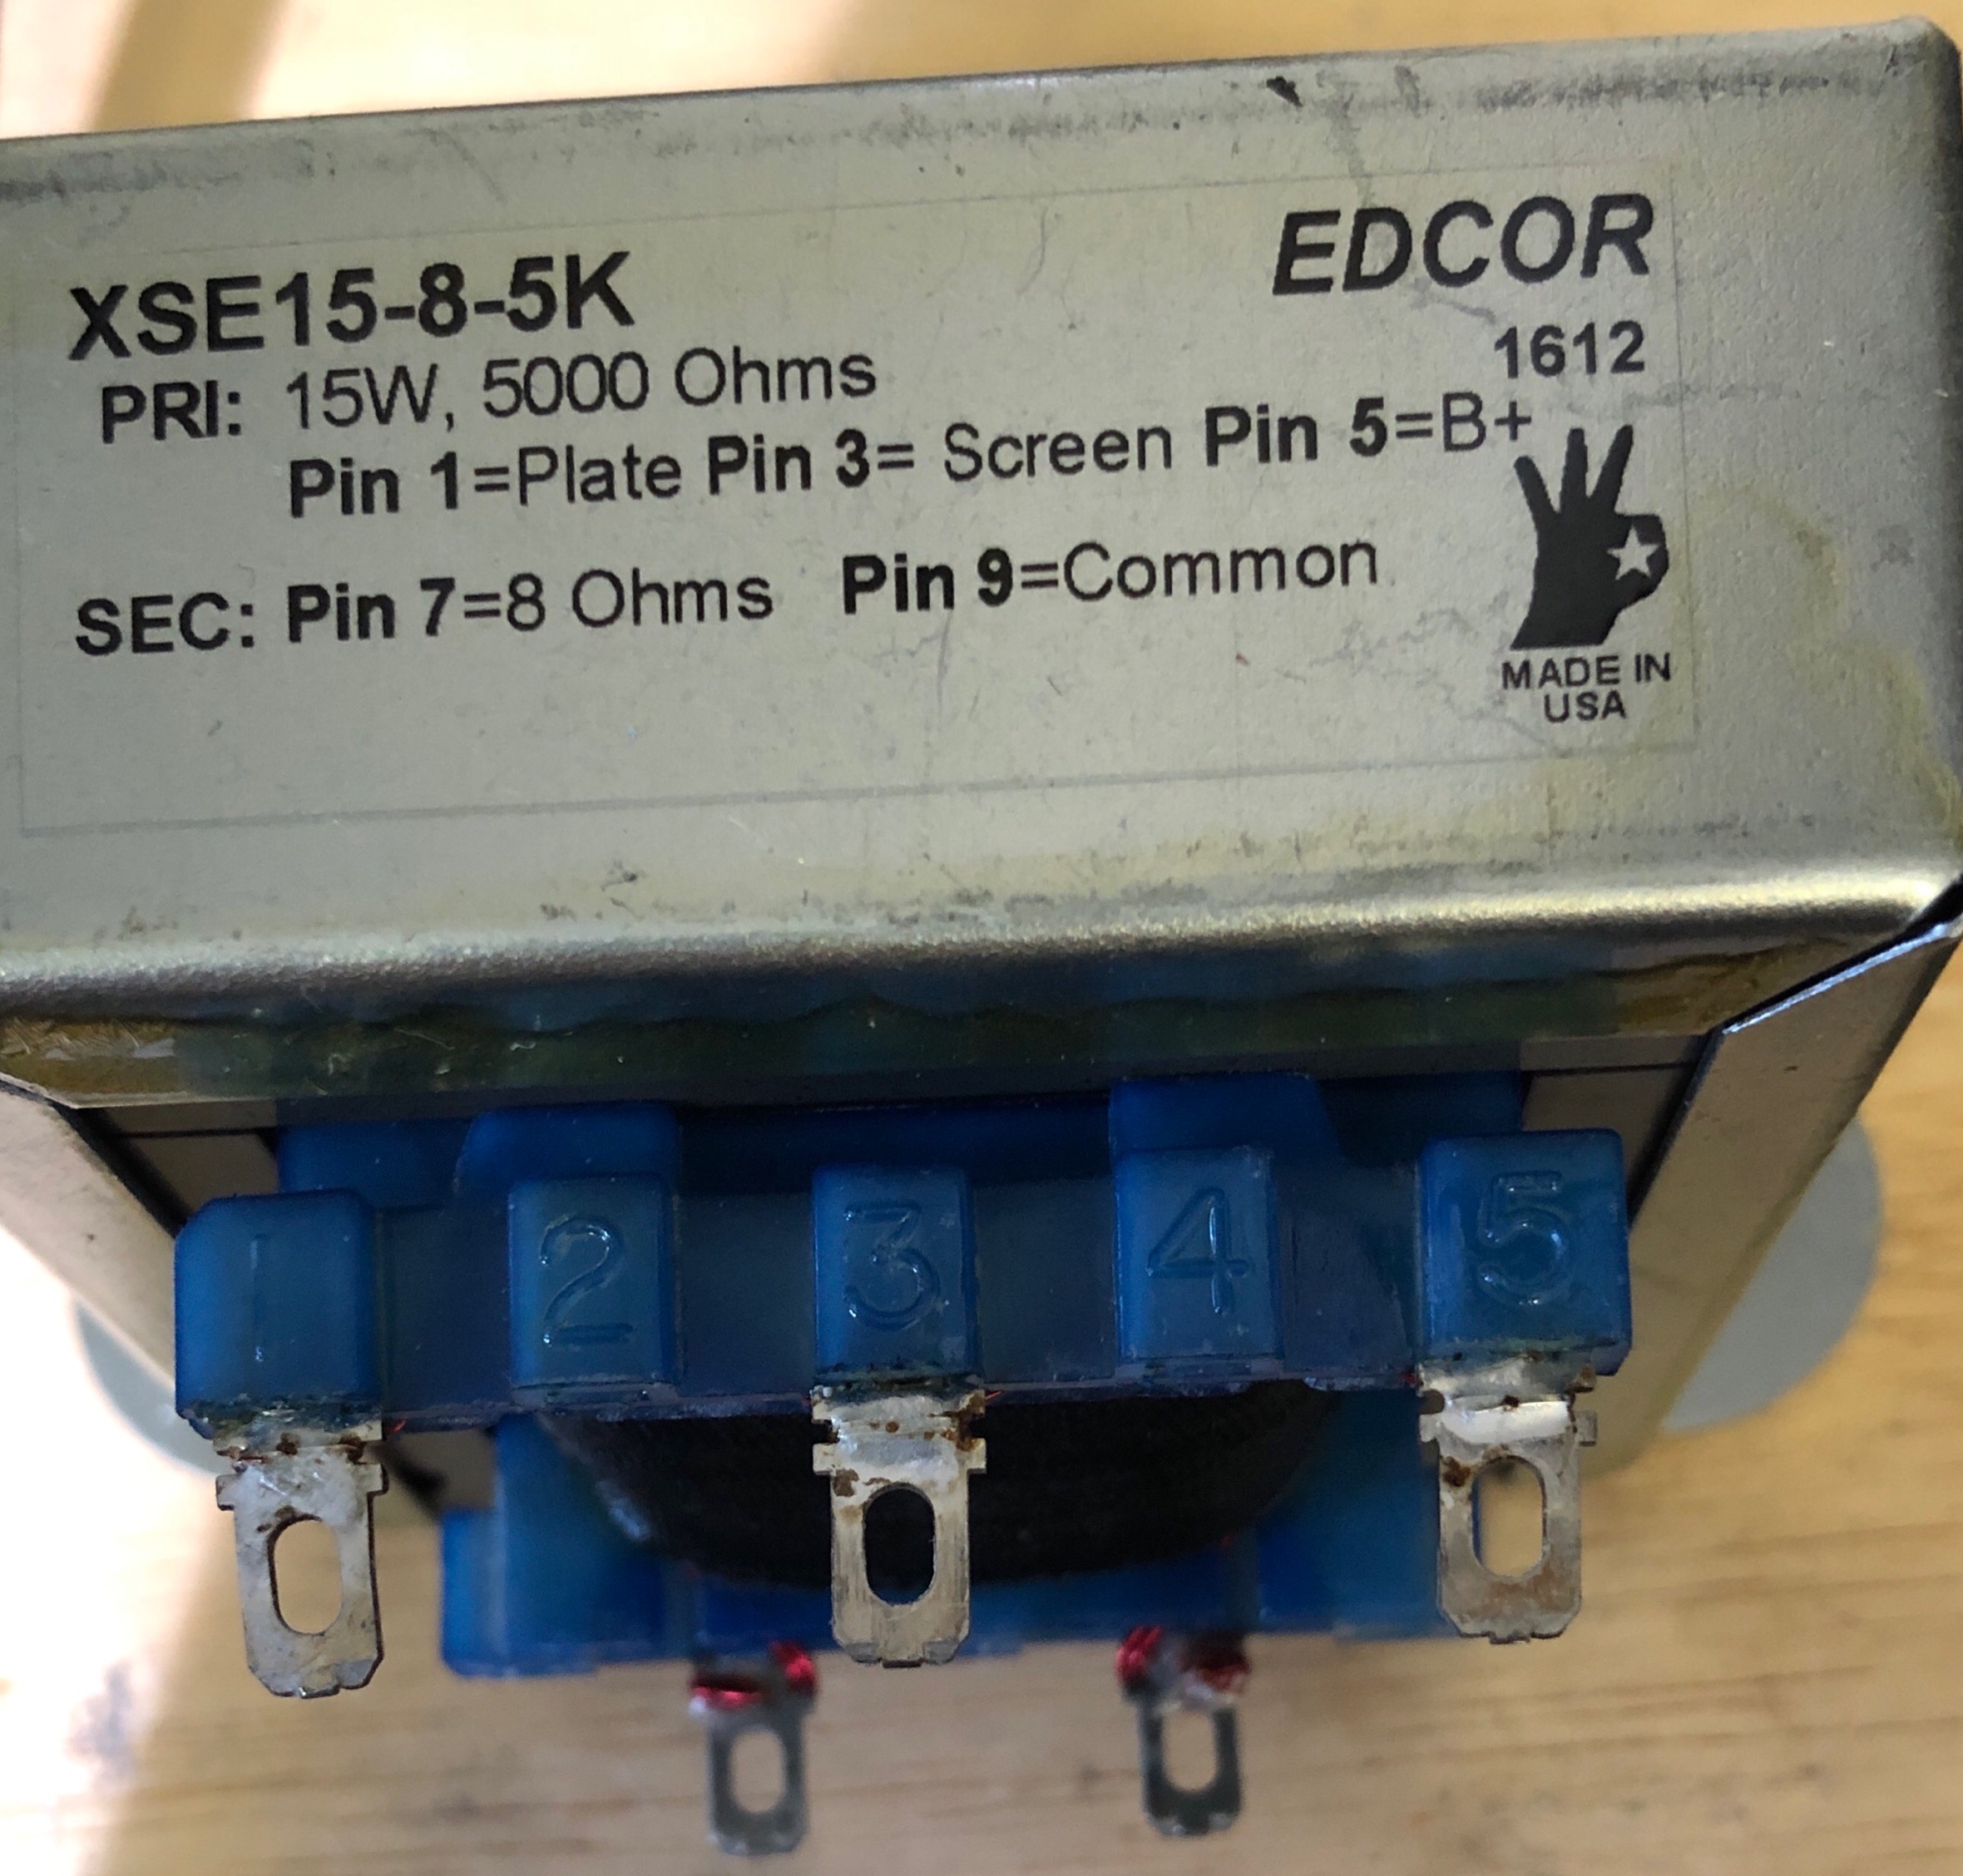 XSE15-8-5K
EDCOR
1612
PRI: 15W, 5000 Ohms
Pin 1=Plate Pin 3= Screen Pin 5=B+
SEC: Pin 7=8 Ohms Pin 9=Common
MADE IN
USA
1 2 3 4 5